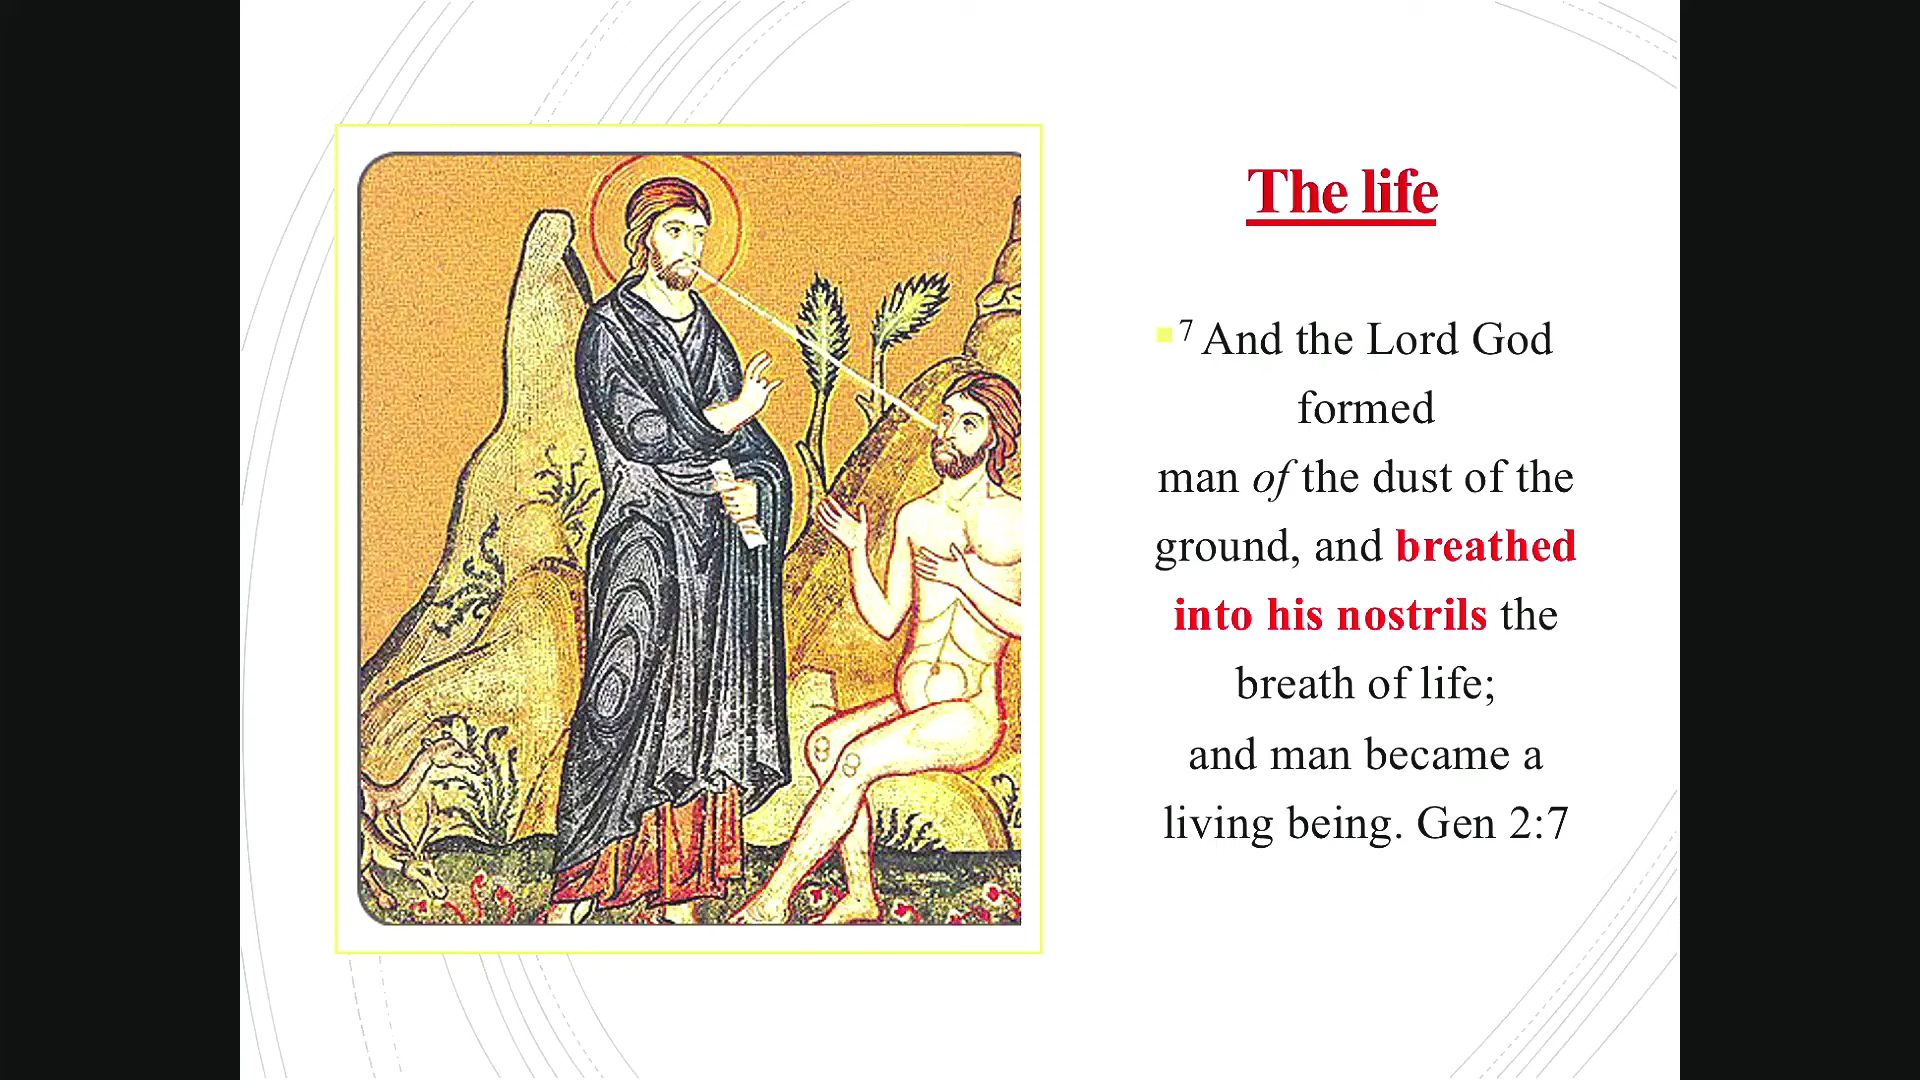 The life
7 And the Lord God
formed
man of the dust of the
ground, and breathed
into his nostrils the
breath of life;
and man became a
living being. Gen 2:7